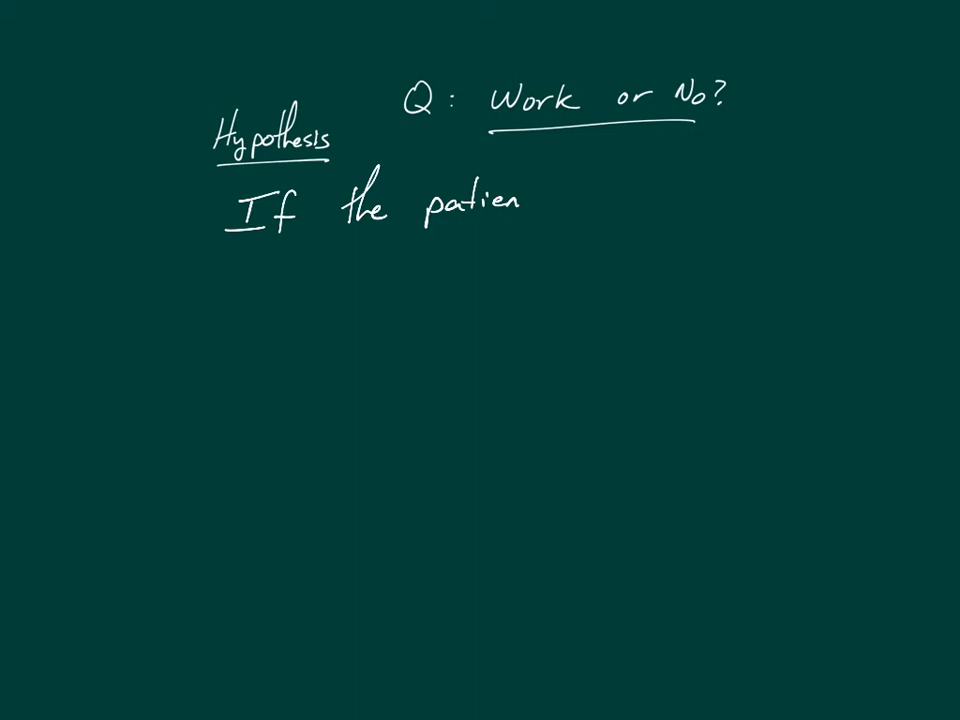 Q: Work or No?
Hypothesis
If the patien